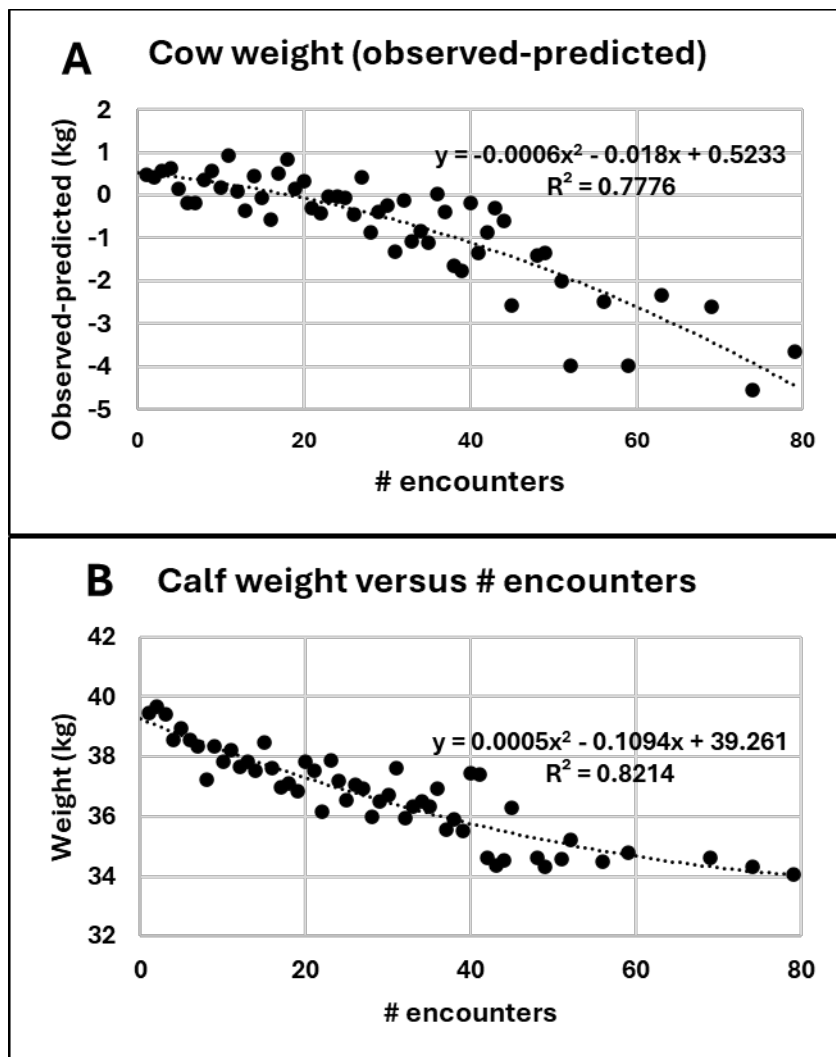 A Cow weight (observed-predicted)
Observed-predicted (kg)
2
1
0
-1
-2
-3
-4
-5
y = -0.0006x² - 0.018x + 0.5233
R² = 0.7776
0 20 40 60 80
# encounters
B Calf weight versus # encounters
Weight (kg)
42
40
38
36
34
32
y = 0.0005x² - 0.1094x + 39.261
R² = 0.8214
0 20 40 60 80
# encounters